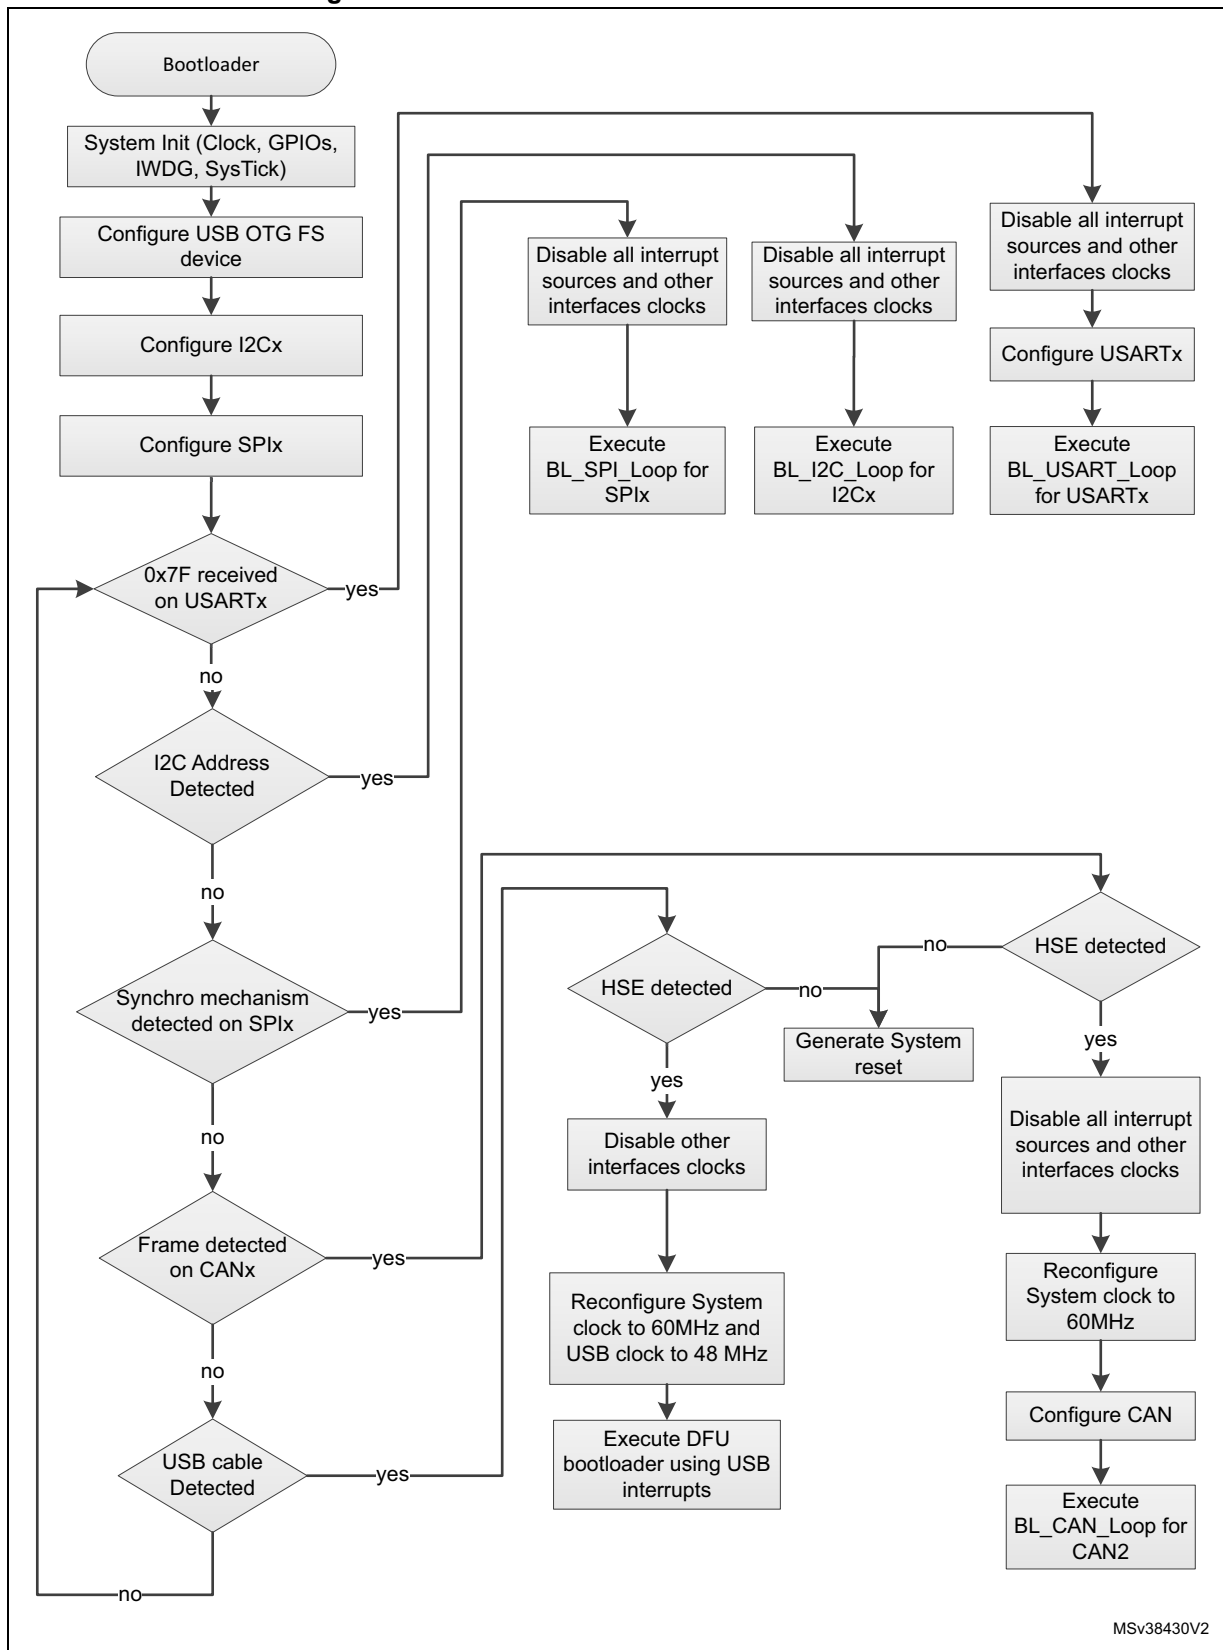 Bootloader
System Init (Clock, GPIOs,
IWDG, SysTick)
Configure USB OTG FS
device
Configure I2Cx
Configure SPIx
0x7F received
on USARTx
yes
no
I2C Address
Detected
yes
no
Synchro mechanism
detected on SPIx
yes
no
Frame detected
on CANx
yes
no
USB cable
Detected
yes
no
Disable all interrupt
sources and other
interfaces clocks
Execute
BL_SPI_Loop for
SPIx
Disable all interrupt
sources and other
interfaces clocks
Execute
BL_I2C_Loop for
I2Cx
Disable all interrupt
sources and other
interfaces clocks
Configure USARTx
Execute
BL_USART_Loop
for USARTx
HSE detected
no
yes
Disable other
interfaces clocks
Reconfigure System
clock to 60MHz and
USB clock to 48 MHz
Execute DFU
bootloader using USB
interrupts
Generate System
reset
HSE detected
no
yes
Disable all interrupt
sources and other
interfaces clocks
Reconfigure
System clock to
60MHz
Configure CAN
Execute
BL_CAN_Loop for
CAN2
MSv38430V2